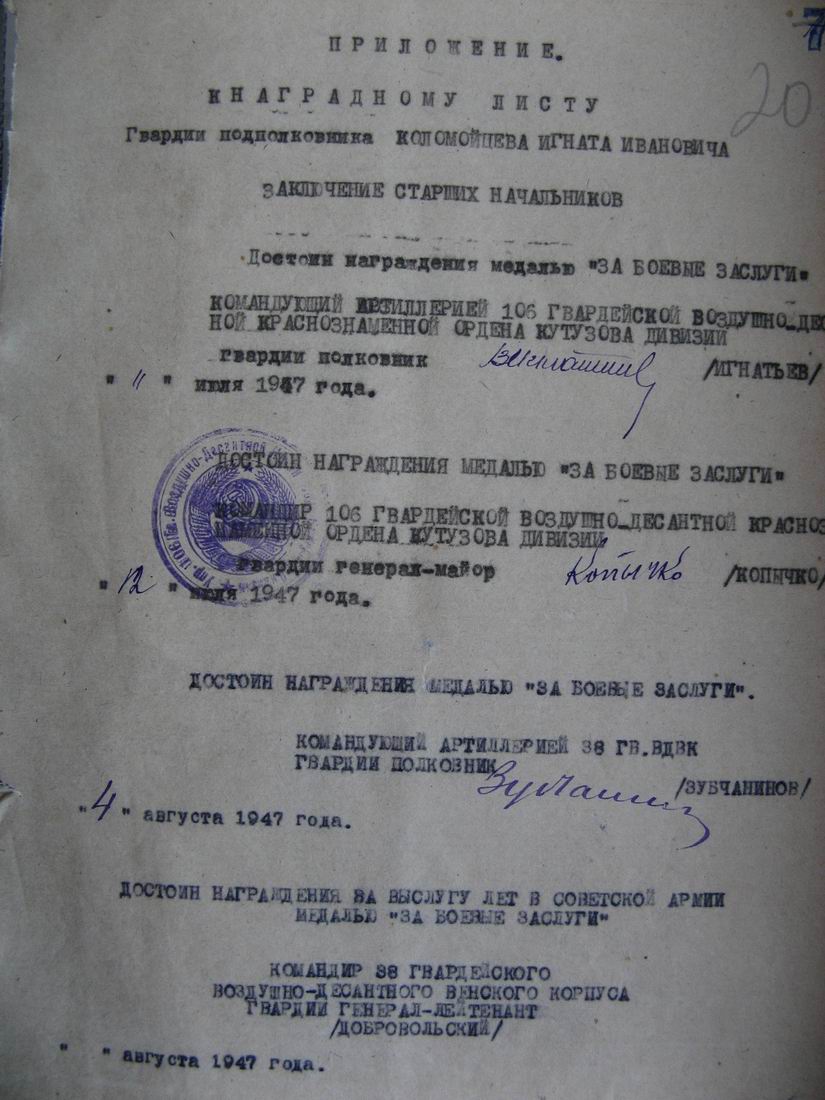 20
ПРИЛОЖЕНИЕ.
КНАГРАДНОМУ ЛИСТУ
Гвардии подполковника КОЛОМОЙЦЕВА ИГНАТА ИВАНОВИЧА
ЗАКЛЮЧЕНИЕ СТАРШИХ НАЧАЛЬНИКОВ
Достоин награждения медалью "ЗА БОЕВЫЕ ЗАСЛУГИ"
КОМАНДУЮЩИЙ АРТИЛЛЕРИЕЙ 106 ГВАРДЕЙСКОЙ ВОЗДУШНО-ДЕС
НОЙ КРАСНОЗНАМЕННОЙ ОРДЕНА КУТУЗОВА ДИВИЗИИ
гвардии полковник /ИГНАТЬЕВ/
" 11 " июля 1947 года.
Воздушно-Десантной
ДОСТОИН НАГРАЖДЕНИЯ МЕДАЛЬЮ "ЗА БОЕВЫЕ ЗАСЛУГИ"
КОМАНДИР 106 ГВАРДЕЙСКОЙ ВОЗДУШНО-ДЕСАНТНОЙ КРАСНОЗ
НАМЕННОЙ ОРДЕНА КУТУЗОВА ДИВИЗИИ
гвардии генерал-майор Копычко /КОПЫЧКО/
" 12 " июля 1947 года.
ДОСТОИН НАГРАЖДЕНИЯ МЕДАЛЬЮ "ЗА БОЕВЫЕ ЗАСЛУГИ".
КОМАНДУЮЩИЙ АРТИЛЛЕРИЕЙ 38 ГВ.ВДВК
ГВАРДИИ ПОЛКОВНИК
/ЗУБЧАНИНОВ/
"4" августа 1947 года.
ДОСТОИН НАГРАЖДЕНИЯ ЗА ВЫСЛУГУ ЛЕТ В СОВЕТСКОЙ АРМИИ
МЕДАЛЬЮ "ЗА БОЕВЫЕ ЗАСЛУГИ"
КОМАНДИР 38 ГВАРДЕЙСКОГО
ВОЗДУШНО-ДЕСАНТНОГО ВЕНСКОГО КОРПУСА
ГВАРДИИ ГЕНЕРАЛ-ЛЕЙТЕНАНТ
/ДОБРОВОЛЬСКИЙ/
" " августа 1947 года.